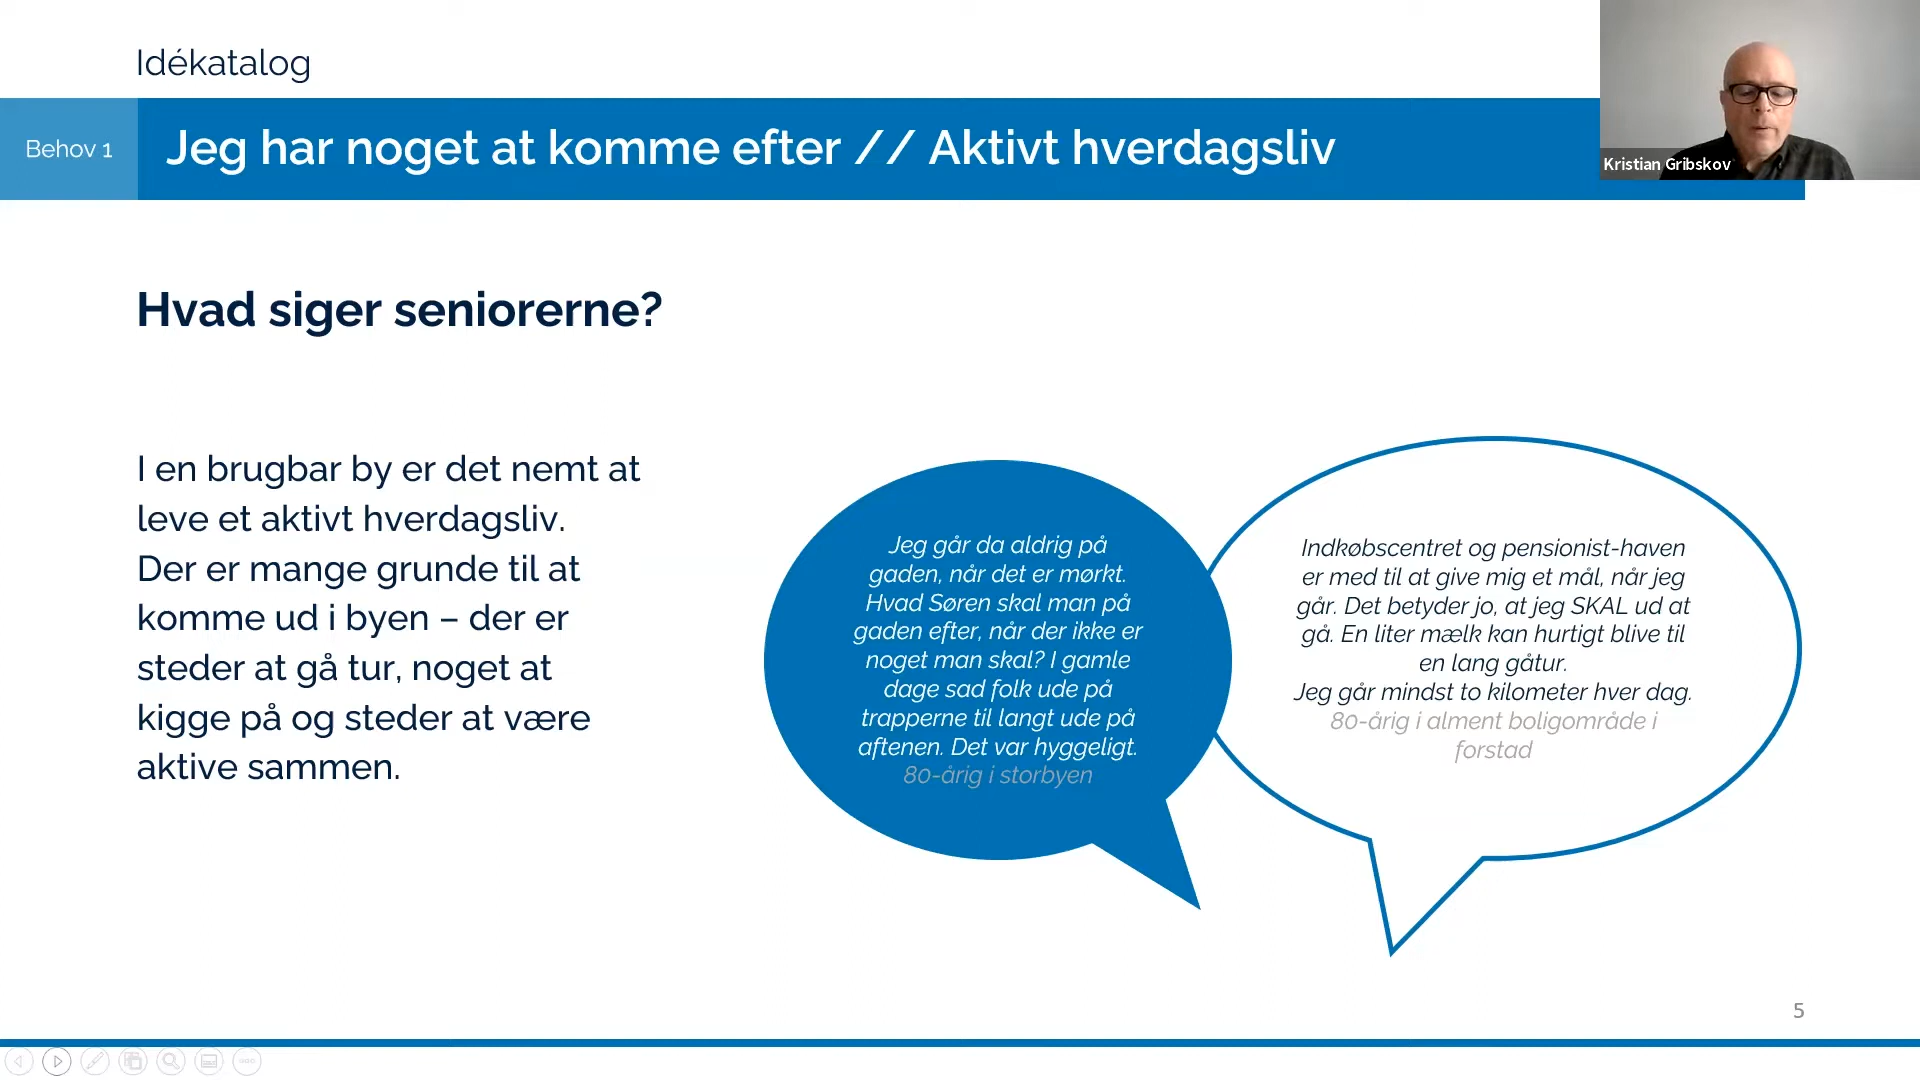 Idékatalog
Behov 1
Jeg har noget at komme efter // Aktivt hverdagsliv
Kristian Gribskov
Hvad siger seniorerne?
I en brugbar by er det nemt at
leve et aktivt hverdagsliv.
Der er mange grunde til at
komme ud i byen – der er
steder at gå tur, noget at
kigge på og steder at være
aktive sammen.
Jeg går da aldrig på
gaden, når det er mørkt.
Hvad Søren skal man på
gaden efter, når der ikke er
noget man skal? I gamle
dage sad folk ude på
trapperne til langt ude på
aftenen. Det var hyggeligt.
80-årig i storbyen
Indkøbscentret og pensionist-haven
er med til at give mig et mål, når jeg
går. Det betyder jo, at jeg SKAL ud at
gå. En liter mælk kan hurtigt blive til
en lang gåtur.
Jeg går mindst to kilometer hver dag.
80-årig i alment boligområde i
forstad
5